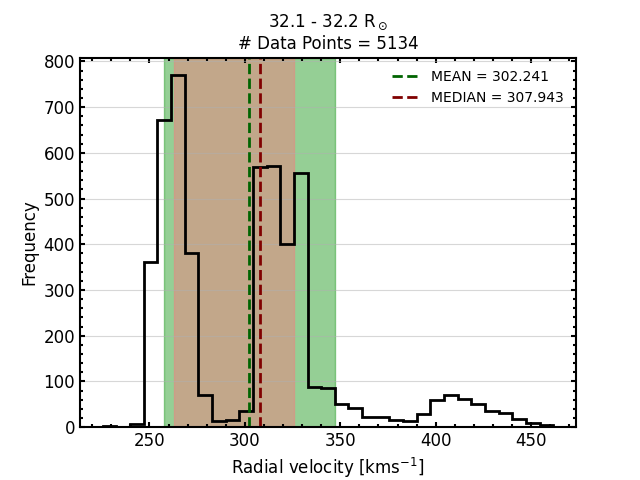 32.1 - 32.2 R⊙
# Data Points = 5134
MEAN = 302.241
MEDIAN = 307.943
800
700
600
500
400
300
200
100
0
Frequency
250 300 350 400 450
Radial velocity [kms⁻¹]